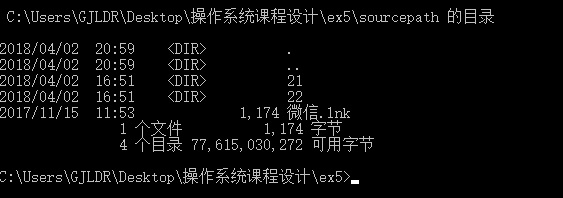 C:\Users\GJLDR\Desktop\操作系统课程设计\ex5\sourcepath 的目录
2018/04/02  20:59    <DIR>          .
2018/04/02  20:59    <DIR>          ..
2018/04/02  16:51    <DIR>          21
2018/04/02  16:51    <DIR>          22
2017/11/15  11:53             1,174 微信.lnk
1 个文件          1,174 字节
4 个目录 77,615,030,272 可用字节
C:\Users\GJLDR\Desktop\操作系统课程设计\ex5>